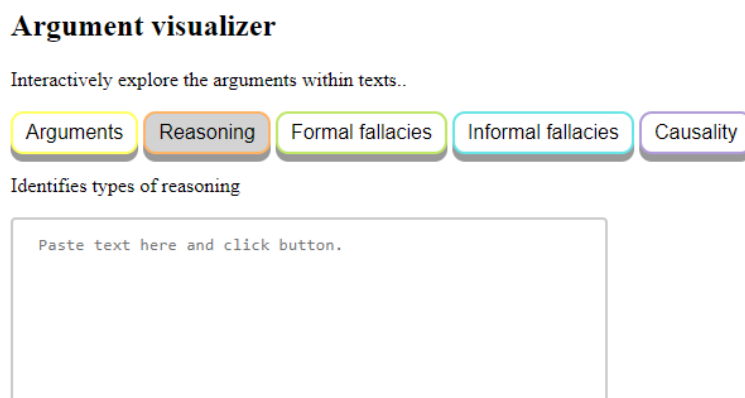 Argument visualizer
Interactively explore the arguments within texts..
Arguments Reasoning Formal fallacies Informal fallacies Causality
Identifies types of reasoning
Paste text here and click button.